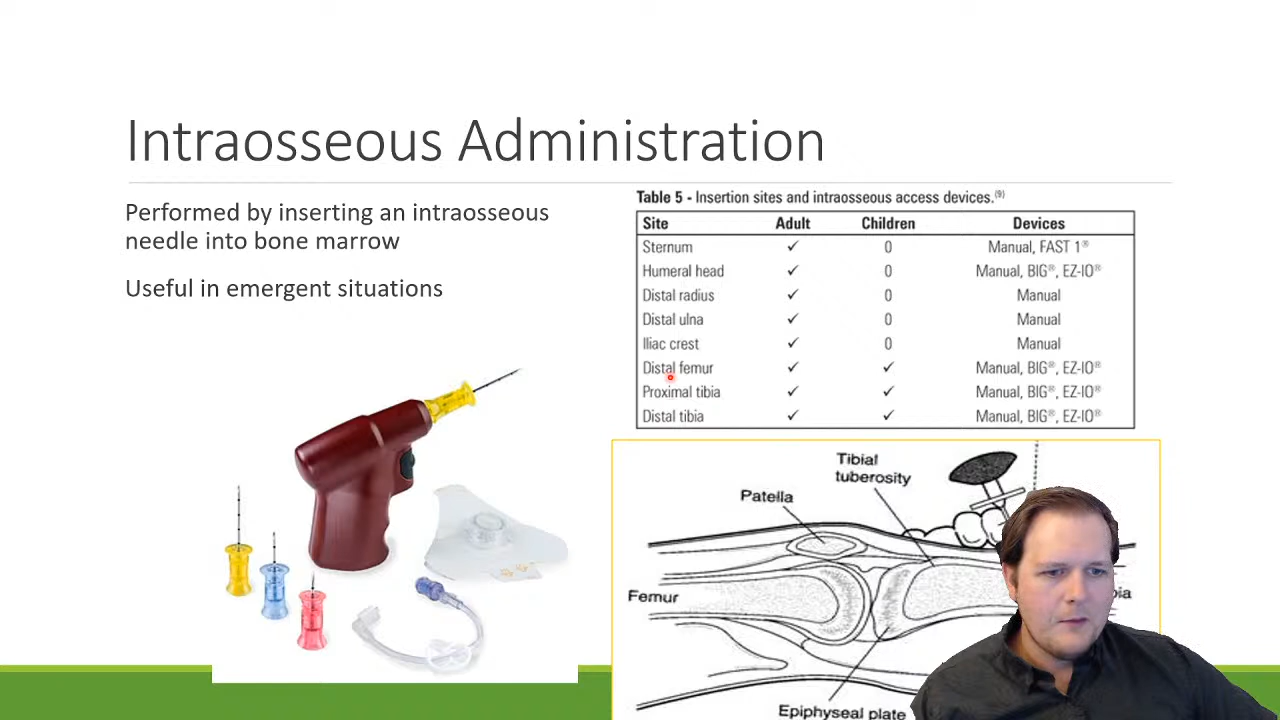 Intraosseous Administration
Performed by inserting an intraosseous
needle into bone marrow
Useful in emergent situations
Table 5 - Insertion sites and intraosseous access devices.(9)
Site Adult Children Devices
Sternum ✓ 0 Manual, FAST 1®
Humeral head ✓ 0 Manual, BIG®, EZ-IO®
Distal radius ✓ 0 Manual
Distal ulna ✓ 0 Manual
Iliac crest ✓ 0 Manual
Distal femur ✓ ✓ Manual, BIG®, EZ-IO®
Proximal tibia ✓ ✓ Manual, BIG®, EZ-IO®
Distal tibia ✓ ✓ Manual, BIG®, EZ-IO®
Tibial
tuberosity
Patella
Femur
Epiphyseal plate